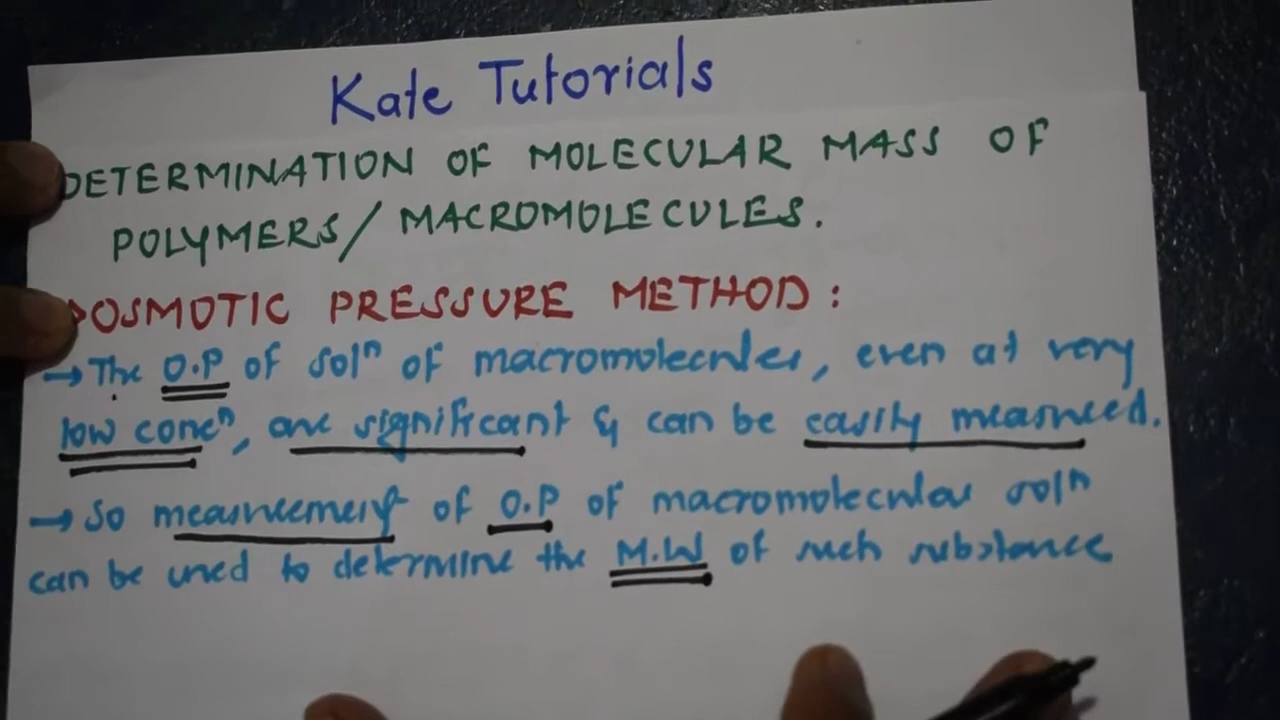 Kate Tutorials
DETERMINATION OF MOLECULAR MASS OF
POLYMERS/ MACROMOLECULES.
OSMOTIC PRESSURE METHOD:
→ The O.P of solⁿ of macromolecules, even at very
low concⁿ, are significant & can be easily measured.
→ So measurement of O.P of macromolecular solⁿ
can be used to determine the M.W of such substance